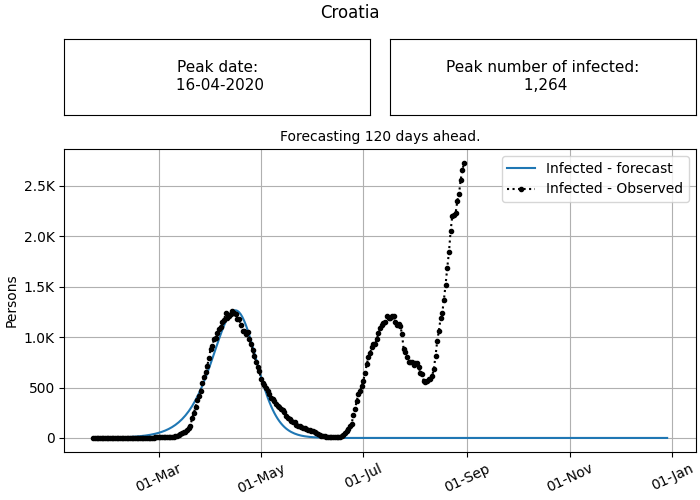 Croatia
Peak date:
16-04-2020
Peak number of infected:
1,264
Forecasting 120 days ahead.
Infected - forecast
Infected - Observed
2.5K
2.0K
1.5K
1.0K
500
0
Persons
01-Mar
01-May
01-Jul
01-Sep
01-Nov
01-Jan